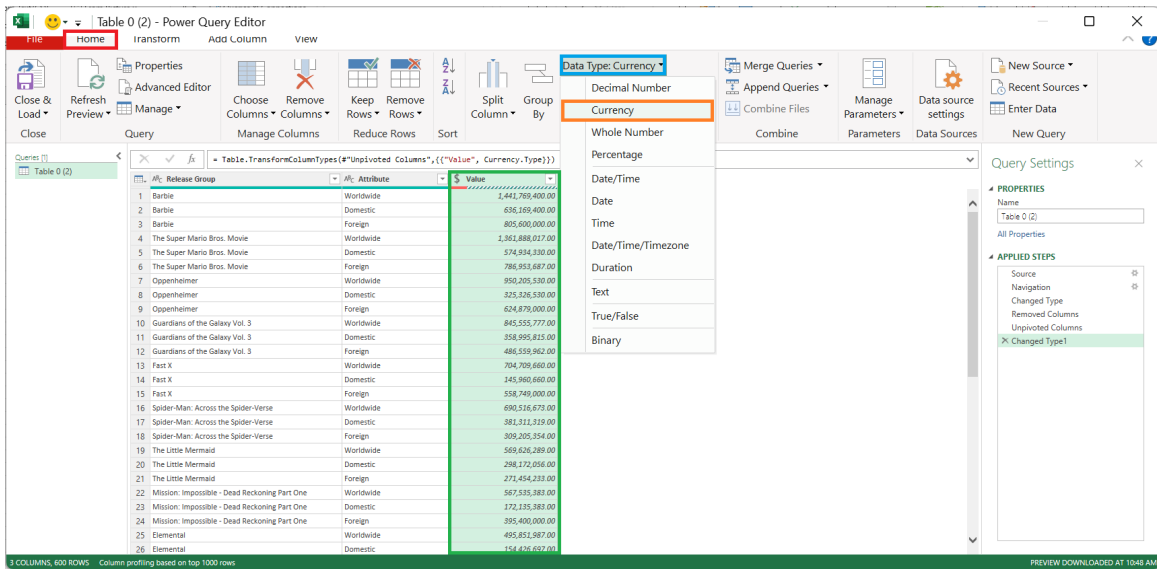 Table 0 (2) - Power Query Editor
File Home Transform Add Column View
Close & Load
Close
Refresh Preview
Properties
Advanced Editor
Manage
Query
Choose Columns
Remove Columns
Manage Columns
Keep Rows
Remove Rows
Reduce Rows
Sort
Split Column
Group By
Data Type: Currency
Decimal Number
Currency
Whole Number
Percentage
Date/Time
Date
Time
Date/Time/Timezone
Duration
Text
True/False
Binary
Merge Queries
Append Queries
Combine Files
Combine
Manage Parameters
Parameters
Data source settings
Data Sources
New Source
Recent Sources
Enter Data
New Query
Queries [1]
Table 0 (2)
fx = Table.TransformColumnTypes(#"Unpivoted Columns",{{"Value", Currency.Type}})
ABC Release Group ABC Attribute $ Value
1 Barbie Worldwide 1,441,769,400.00
2 Barbie Domestic 636,169,400.00
3 Barbie Foreign 805,600,000.00
4 The Super Mario Bros. Movie Worldwide 1,361,888,017.00
5 The Super Mario Bros. Movie Domestic 574,934,330.00
6 The Super Mario Bros. Movie Foreign 786,953,687.00
7 Oppenheimer Worldwide 950,205,530.00
8 Oppenheimer Domestic 325,326,530.00
9 Oppenheimer Foreign 624,879,000.00
10 Guardians of the Galaxy Vol. 3 Worldwide 845,555,777.00
11 Guardians of the Galaxy Vol. 3 Domestic 358,995,815.00
12 Guardians of the Galaxy Vol. 3 Foreign 486,559,962.00
13 Fast X Worldwide 704,709,660.00
14 Fast X Domestic 145,960,660.00
15 Fast X Foreign 558,749,000.00
16 Spider-Man: Across the Spider-Verse Worldwide 690,516,673.00
17 Spider-Man: Across the Spider-Verse Domestic 381,311,319.00
18 Spider-Man: Across the Spider-Verse Foreign 309,205,354.00
19 The Little Mermaid Worldwide 569,626,289.00
20 The Little Mermaid Domestic 298,172,056.00
21 The Little Mermaid Foreign 271,454,233.00
22 Mission: Impossible - Dead Reckoning Part One Worldwide 567,535,383.00
23 Mission: Impossible - Dead Reckoning Part One Domestic 172,135,383.00
24 Mission: Impossible - Dead Reckoning Part One Foreign 395,400,000.00
25 Elemental Worldwide 495,851,987.00
26 Elemental Domestic 154,426,697.00
Query Settings
PROPERTIES
Name
Table 0 (2)
All Properties
APPLIED STEPS
Source
Navigation
Changed Type
Removed Columns
Unpivoted Columns
Changed Type1
3 COLUMNS, 600 ROWS Column profiling based on top 1000 rows
PREVIEW DOWNLOADED AT 10:48 AM